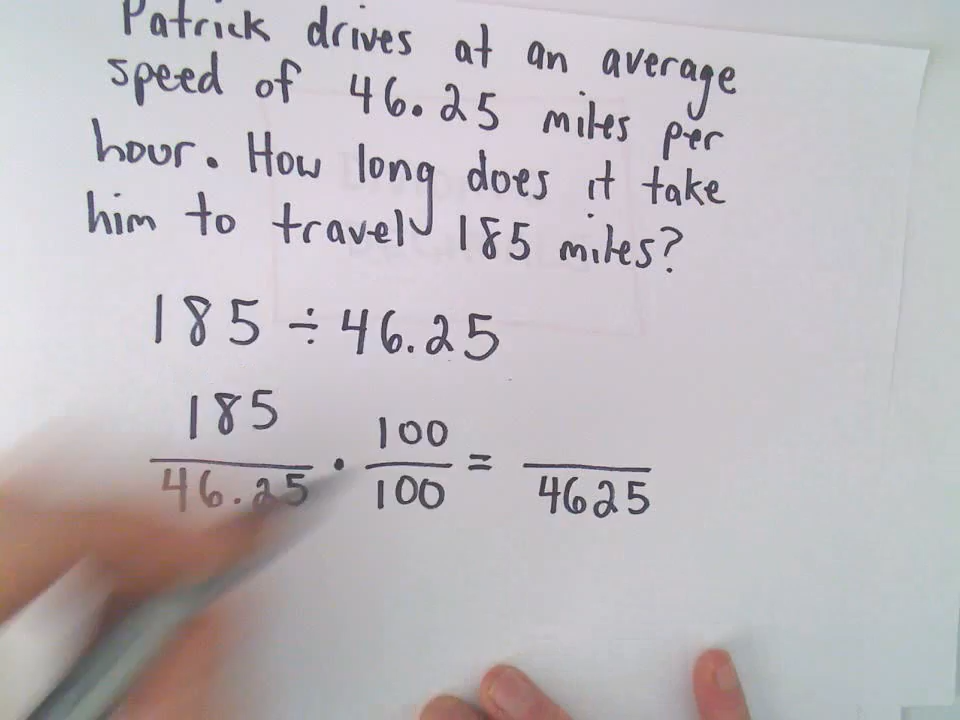 Patrick drives at an average
speed of 46.25 miles per
hour. How long does it take
him to travel 185 miles?
185 ÷ 46.25
185
46.25 · 100
100 =
4625